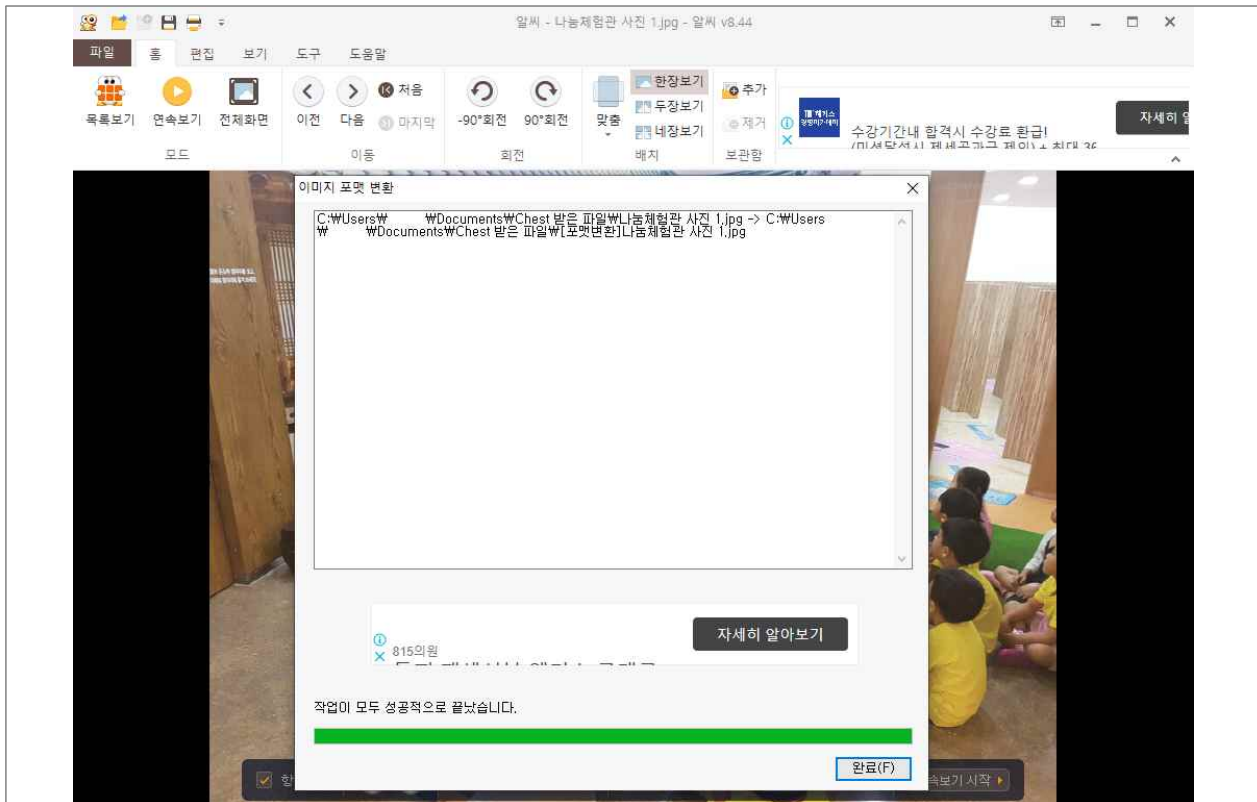 알씨 - 나눔체험관 사진 1.jpg - 알씨 v8.44
파일 홈 편집 보기 도구 도움말
목록보기 연속보기 전체화면
모드
이전 다음 처음 마지막
이동
-90°회전 90°회전
회전
맞춤 한장보기
두장보기
네장보기
배치
추가
제거
보관함
수강기간내 합격시 수강료 환급!
자세히
이미지 포맷 변환
C:₩Users₩ ₩Documents₩Chest 받은 파일₩나눔체험관 사진 1.jpg -> C:₩Users
₩ ₩Documents₩Chest 받은 파일₩[포맷변환]나눔체험관 사진 1.jpg
815의원
자세히 알아보기
작업이 모두 성공적으로 끝났습니다.
완료(F)
속보기 시작